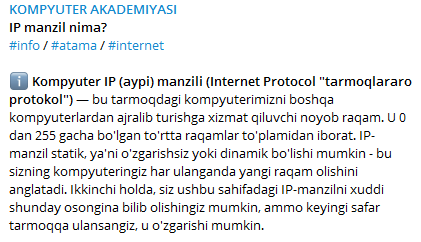 KOMPYUTER AKADEMIYASI
IP manzil nima?
#info / #atama / #internet
ℹ️ Kompyuter IP (aypi) manzili (Internet Protocol "tarmoqlararo
protokol") — bu tarmoqdagi kompyuterimizni boshqa
kompyuterlardan ajralib turishga xizmat qiluvchi noyob raqam. U 0
dan 255 gacha bo'lgan to'rtta raqamlar to'plamidan iborat. IP-
manzil statik, ya'ni o'zgarishsiz yoki dinamik bo'lishi mumkin - bu
sizning kompyuteringiz har ulanganda yangi raqam olishini
anglatadi. Ikkinchi holda, siz ushbu sahifadagi IP-manzilni xuddi
shunday osongina bilib olishingiz mumkin, ammo keyingi safar
tarmoqqa ulansangiz, u o'zgarishi mumkin.